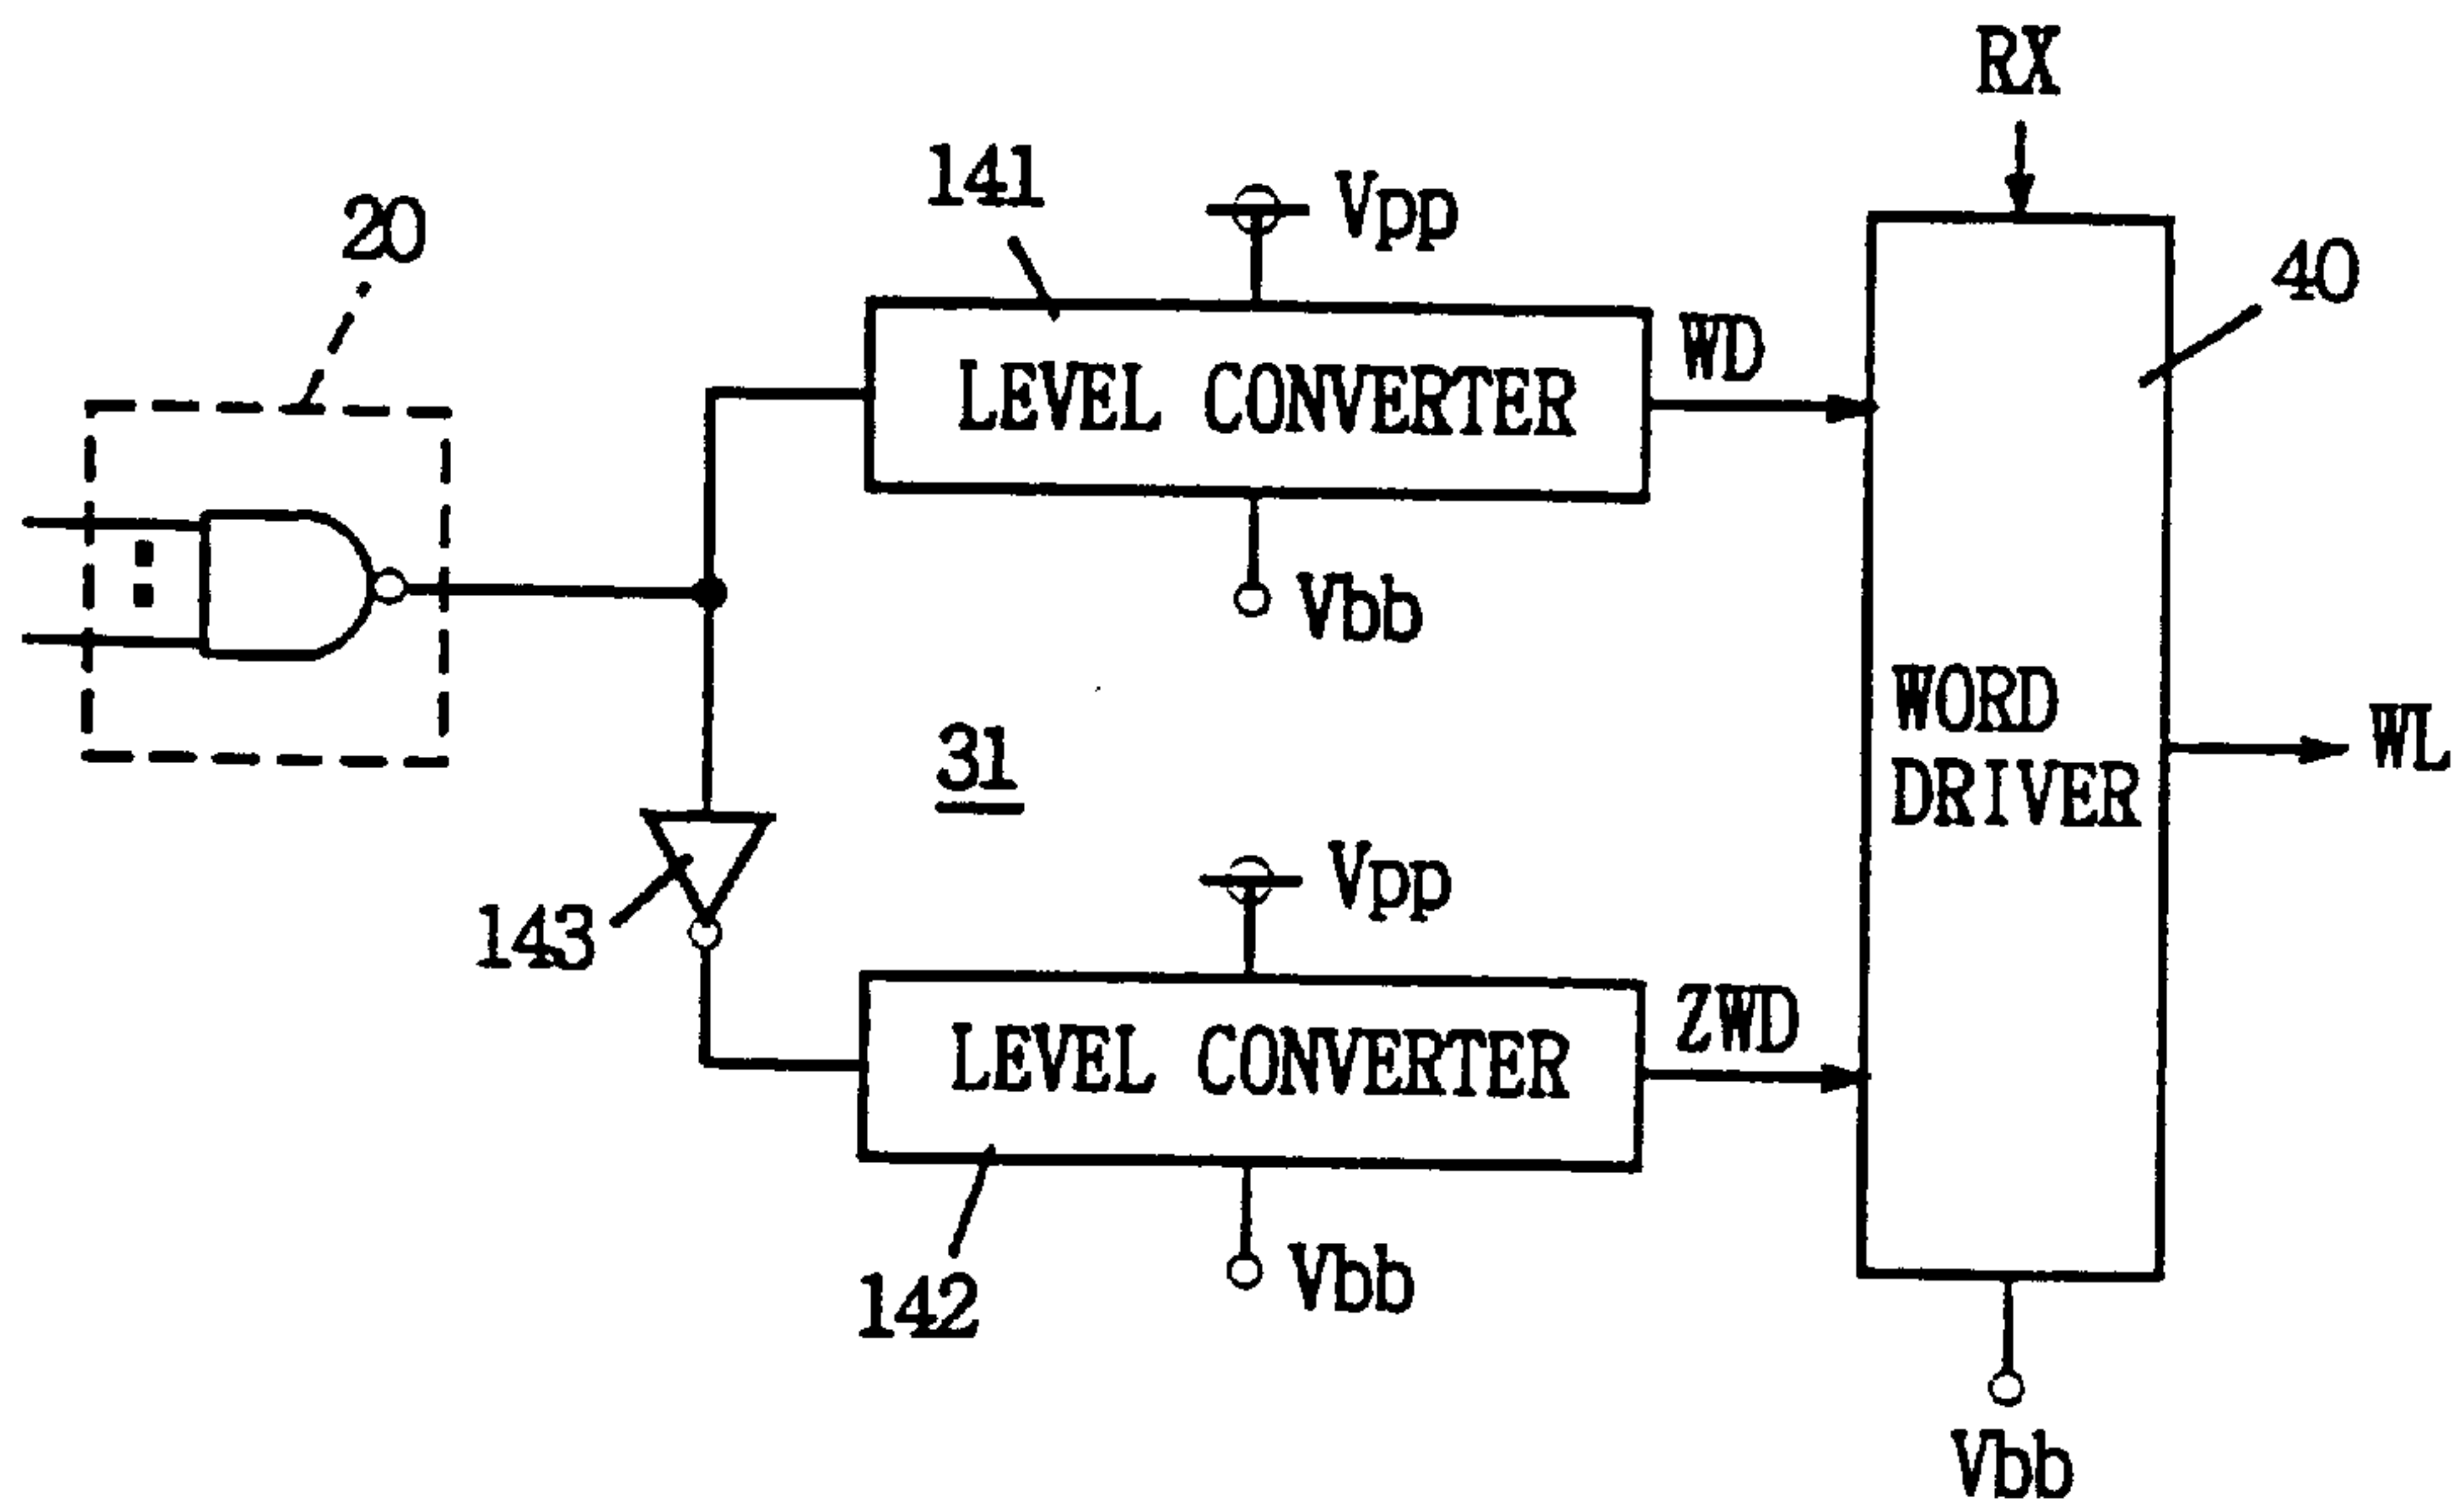 RX
141
Vpp
20
40
WD
LEVEL CONVERTER
Vbb
WORD
DRIVER
WL
31
Vpp
143
ZWD
LEVEL CONVERTER
Vbb
142
Vbb